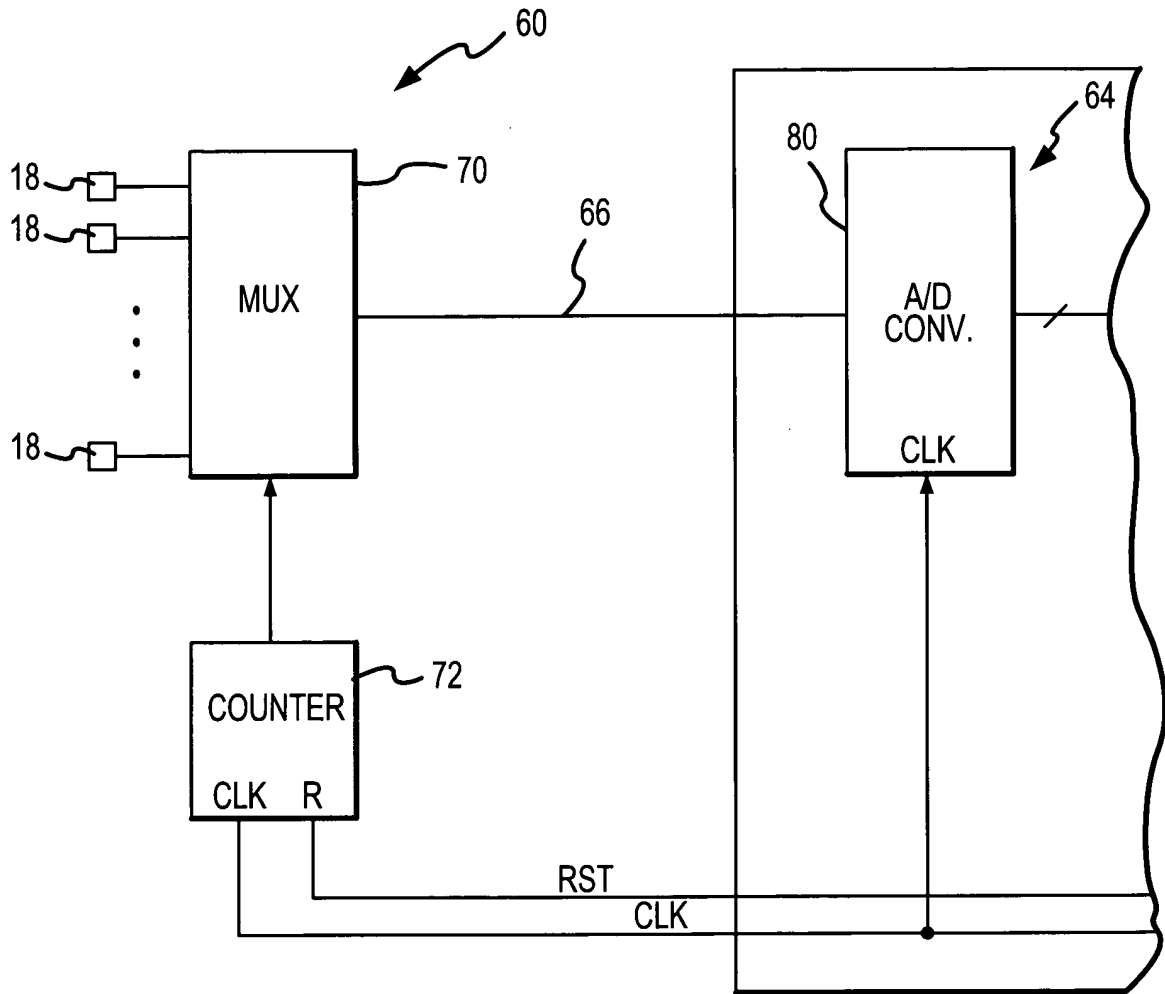 60
64
80
18
70
18
66
MUX
A/D
CONV.
18
CLK
72
COUNTER
CLK R
RST
CLK